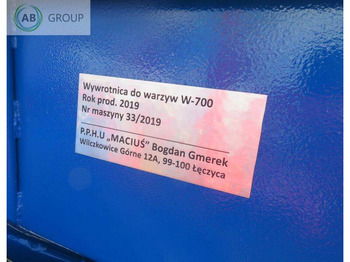 AB
GROUP
Wywrotnica do warzyw W-700
Rok prod. 2019
Nr maszyny 33/2019
P.P.H.U „MACIUŚ” Bogdan Gmerek
Wilczkowice Górne 12A, 99-100 Łęczyca